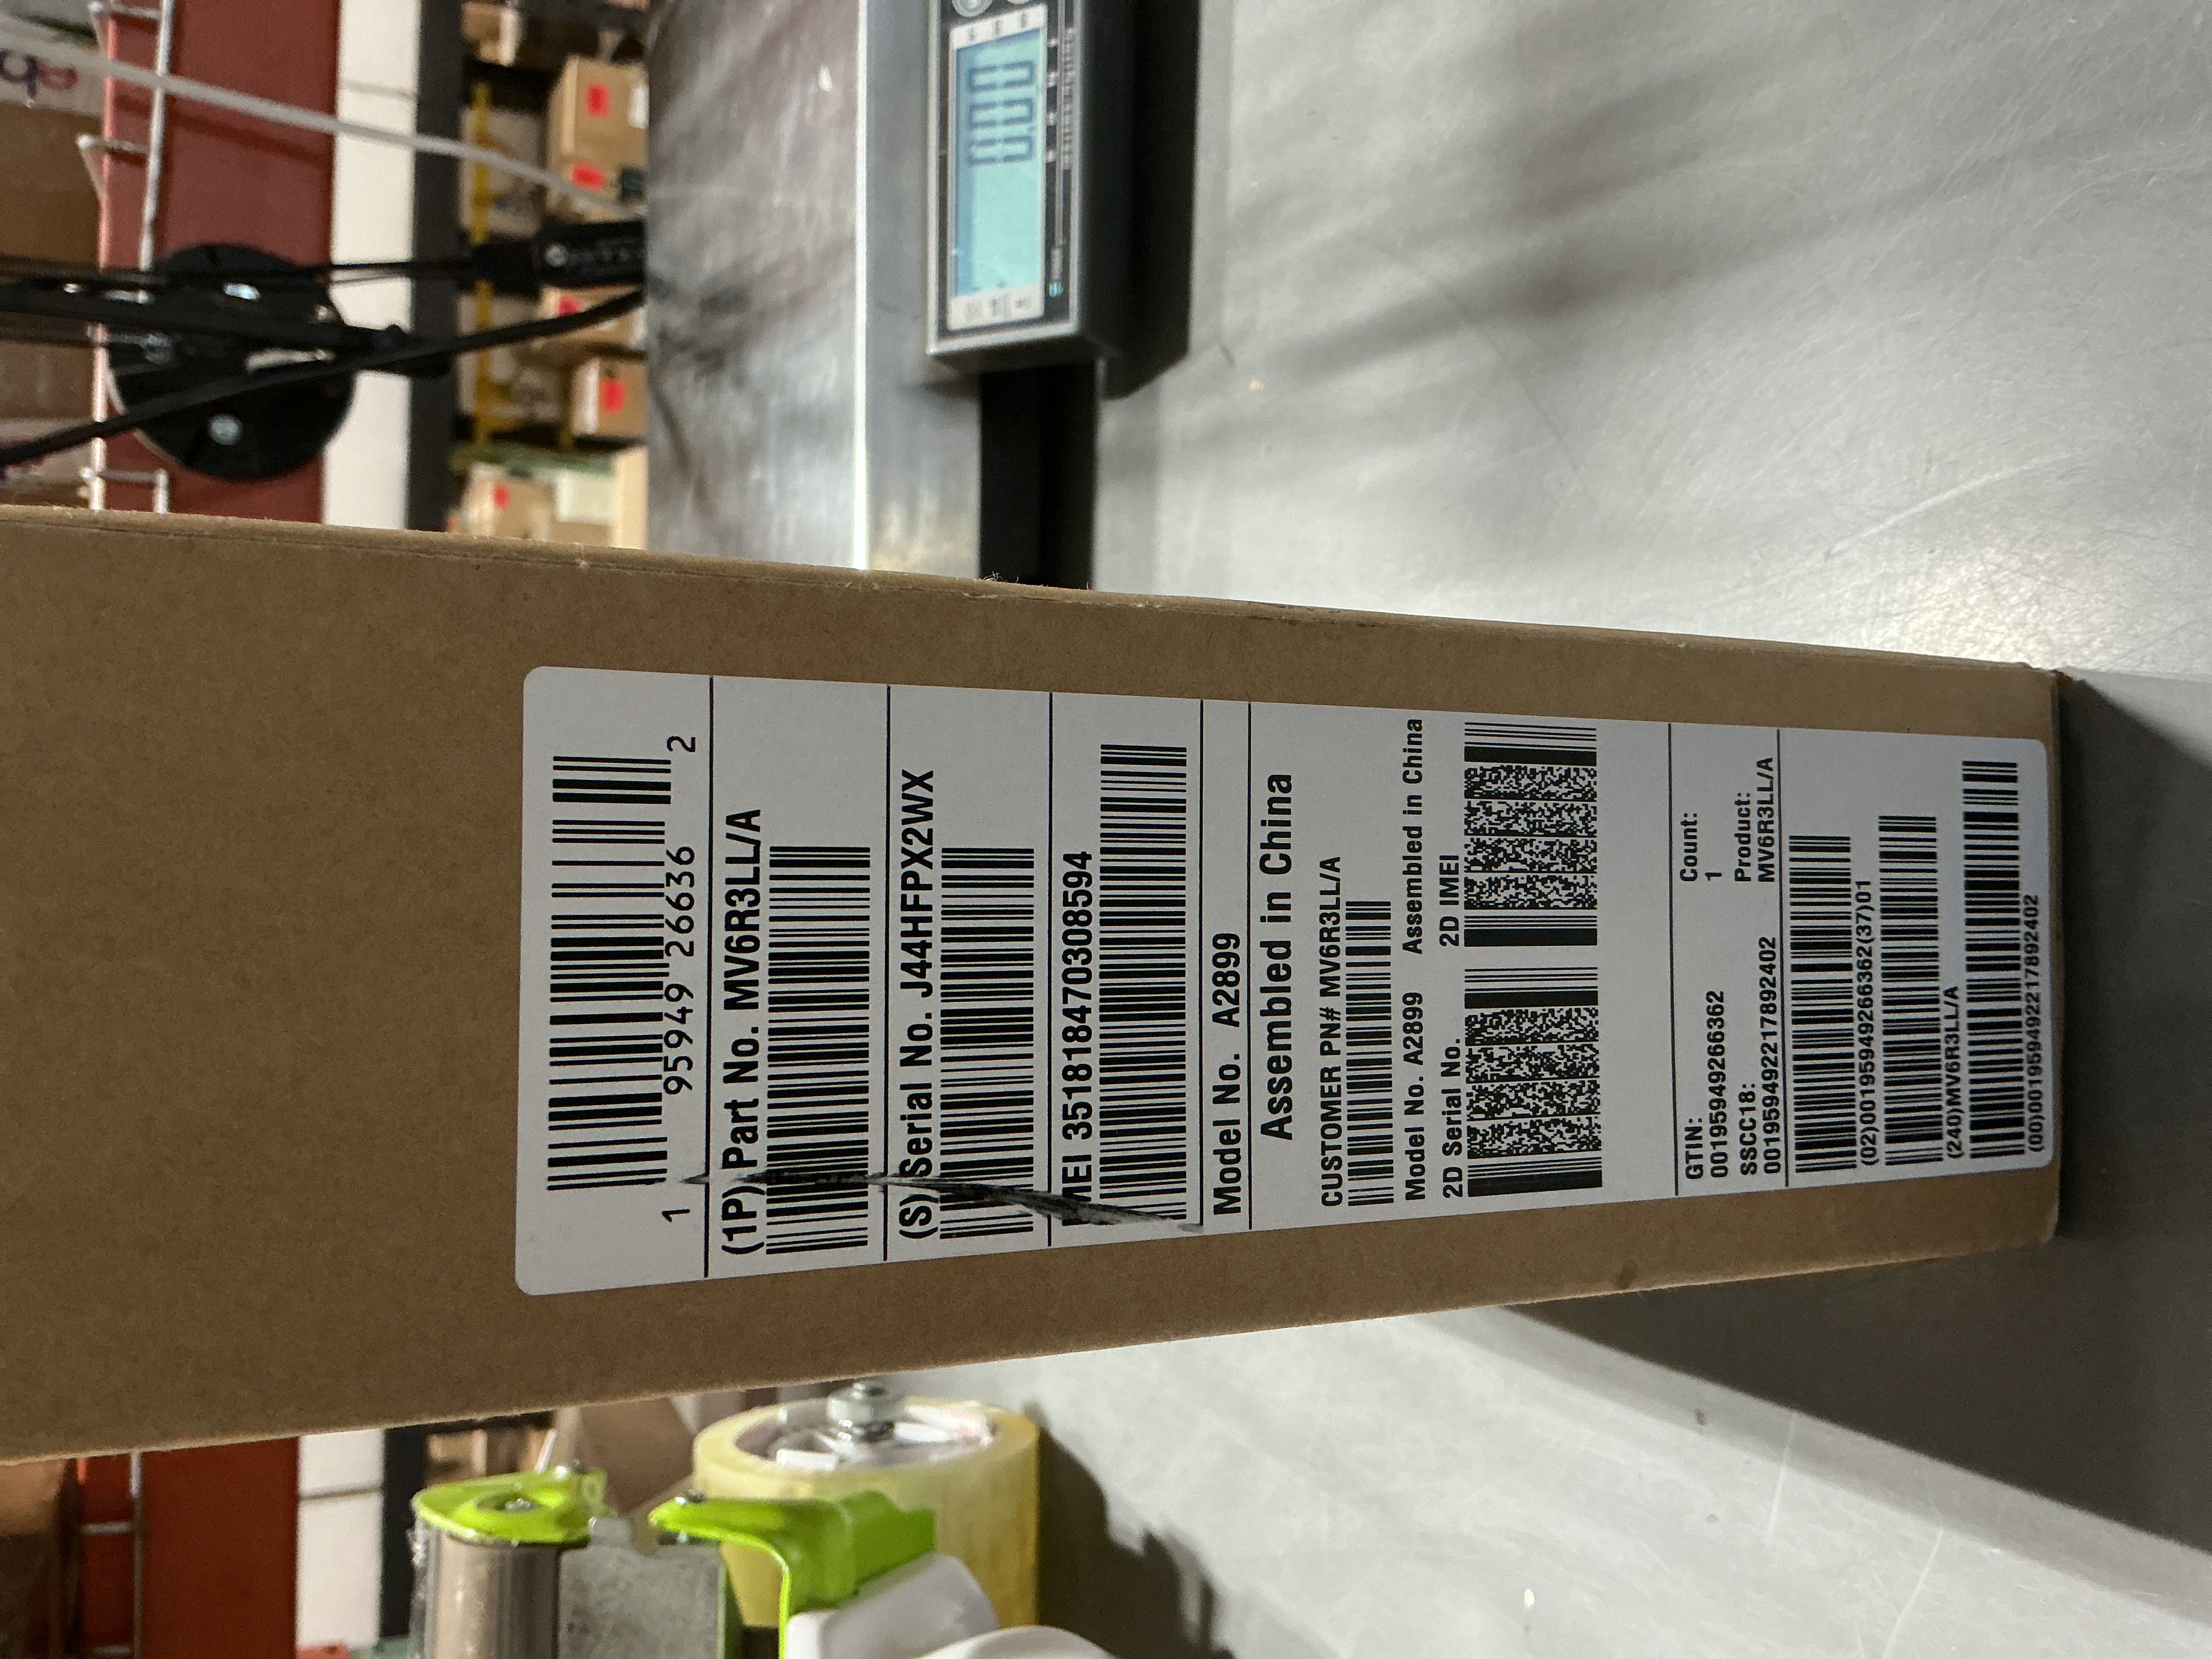 1 95949 26636 2
(1P) Part No. MV6R3LL/A
(S) Serial No. J44HFPX2WX
IMEI 351818470308594
Model No. A2899
Assembled in China
CUSTOMER PN# MV6R3LL/A
Model No. A2899 Assembled in China
2D Serial No. 2D IMEI
GTIN: Count:
00195949266362 1
SSCC18: Product:
001959492217892402 MV6R3LL/A
(02)00195949266362(37)01
(240)MV6R3LL/A
(00)001959492217892402
0.00